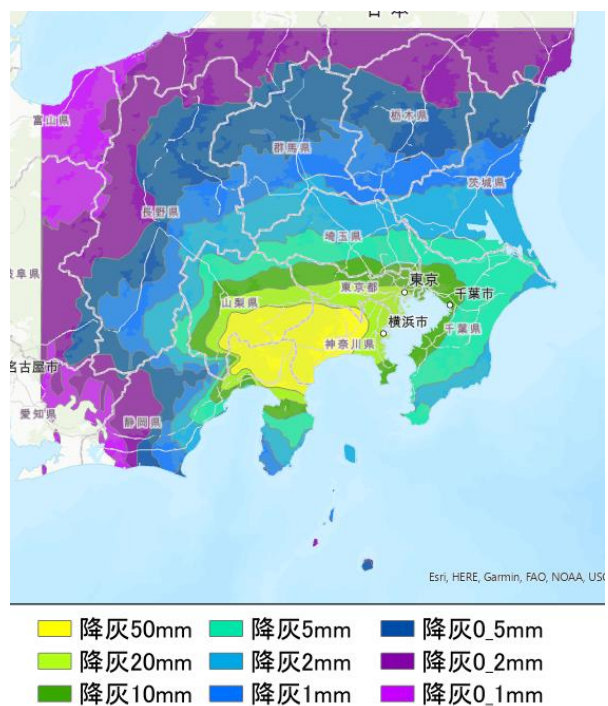 日本
富山県
栃木県
群馬県
茨城県
長野県
埼玉県
岐阜県
東京都
東京
山梨県
千葉市
横浜市
千葉県
神奈川県
名古屋市
愛知県
静岡県
Esri, HERE, Garmin, FAO, NOAA, USG
降灰50mm 降灰5mm 降灰0_5mm
降灰20mm 降灰2mm 降灰0_2mm
降灰10mm 降灰1mm 降灰0_1mm